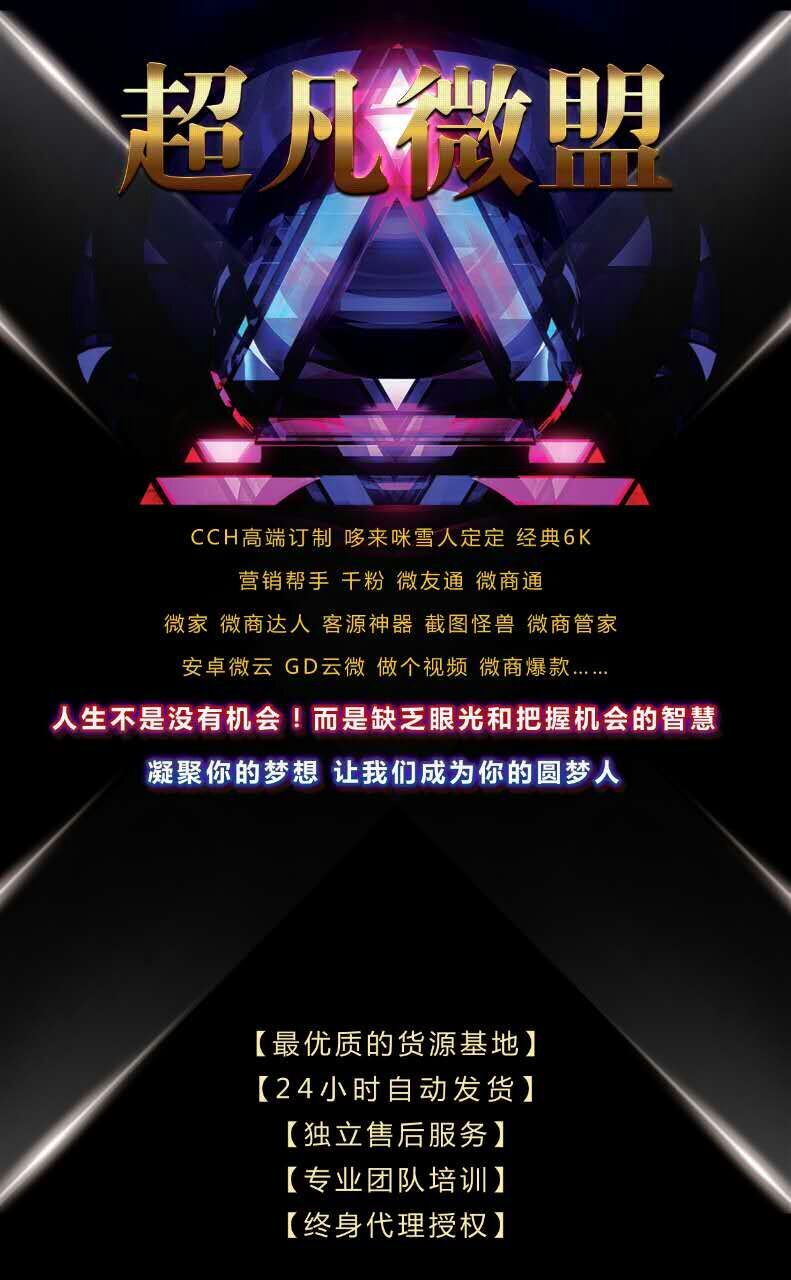 超凡微盟
CCH高端订制 哆来咪雪人定定 经典6K
营销帮手 千粉 微友通 微商通
微家 微商达人 客源神器 截图怪兽 微商管家
安卓微云 GD云微 做个视频 微商爆款……
人生不是没有机会！而是缺乏眼光和把握机会的智慧
凝聚你的梦想 让我们成为你的圆梦人
【最优质的货源基地】
【24小时自动发货】
【独立售后服务】
【专业团队培训】
【终身代理授权】